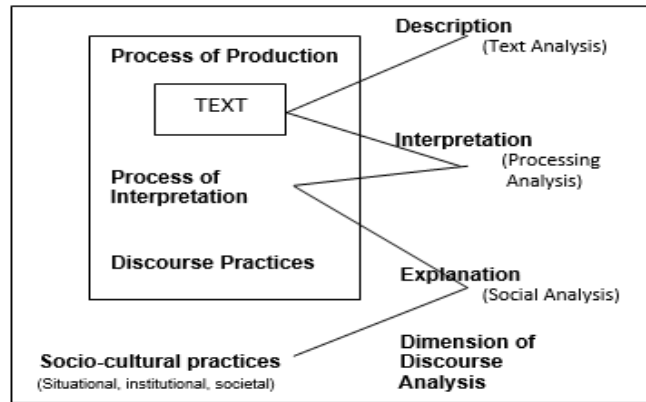 Description
(Text Analysis)
Process of Production
TEXT
Interpretation
(Processing
Analysis)
Process of
Interpretation
Discourse Practices
Explanation
(Social Analysis)
Socio-cultural practices
(Situational, institutional, societal)
Dimension of
Discourse
Analysis